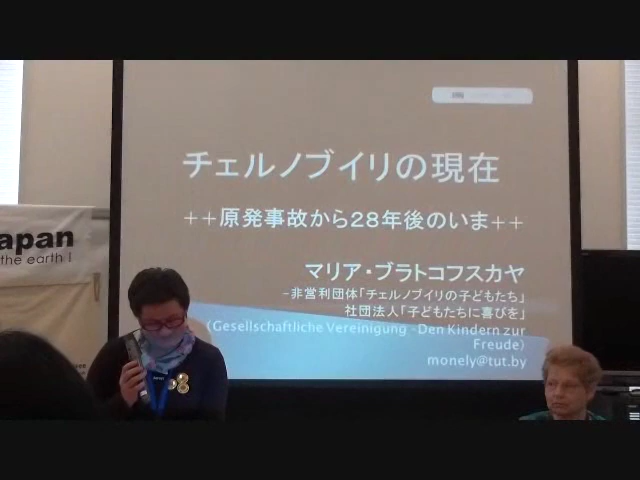 チェルノブイリの現在
++原発事故から28年後のいま++
マリア・ブラトコフスカヤ
-非営利団体「チェルノブイリの子どもたち」
社団法人「子どもたちに喜びを」
(Gesellschaftliche Vereinigung - Den Kindern zur
Freude)
monely@tut.by
apan
the earth !